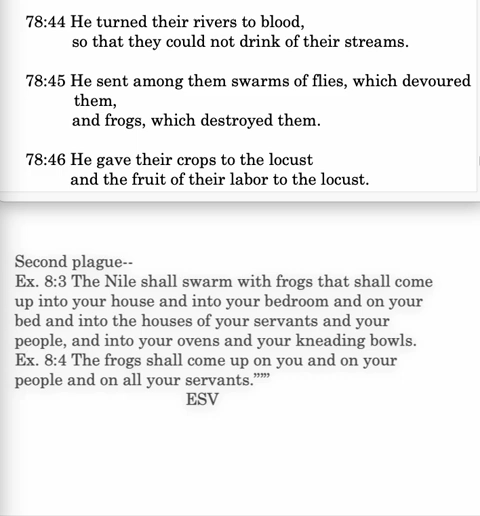 78:44 He turned their rivers to blood,
so that they could not drink of their streams.
78:45 He sent among them swarms of flies, which devoured
them,
and frogs, which destroyed them.
78:46 He gave their crops to the locust
and the fruit of their labor to the locust.
Second plague--
Ex. 8:3 The Nile shall swarm with frogs that shall come
up into your house and into your bedroom and on your
bed and into the houses of your servants and your
people, and into your ovens and your kneading bowls.
Ex. 8:4 The frogs shall come up on you and on your
people and on all your servants.”’”
ESV